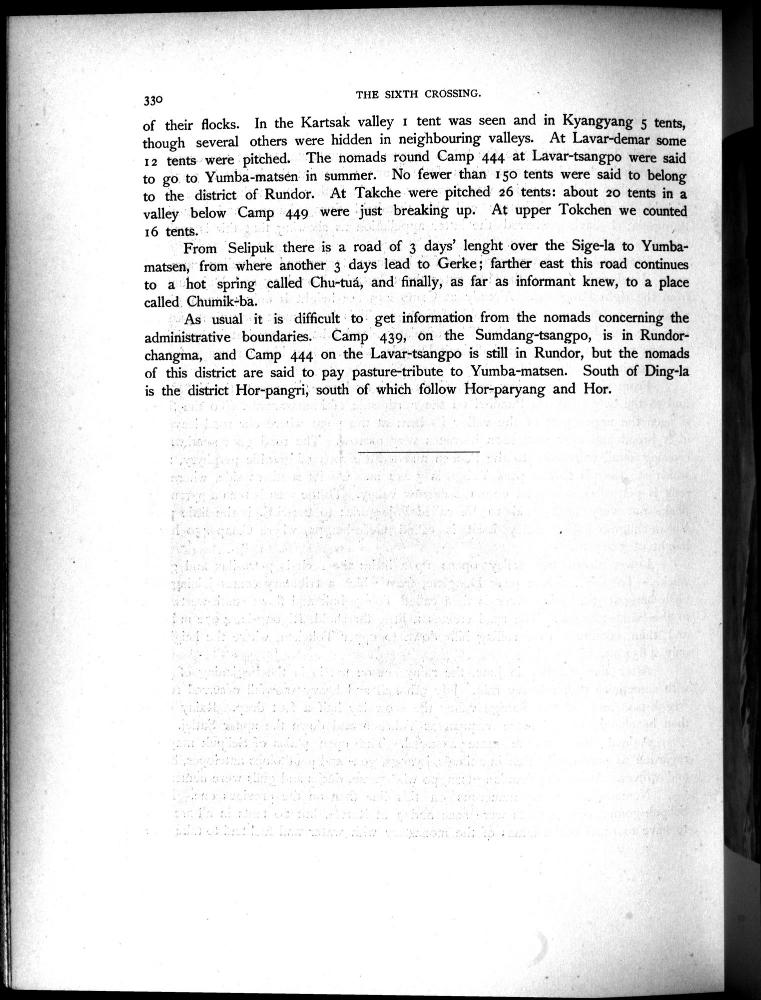 330
THE SIXTH CROSSING.
of their flocks. In the Kartsak valley 1 tent was seen and in Kyangyang 5 tents,
though several others were hidden in neighbouring valleys. At Lavar-demar some
12 tents were pitched. The nomads round Camp 444 at Lavar-tsangpo were said
to go to Yumba-matsen in summer. No fewer than 150 tents were said to belong
to the district of Rundor. At Takche were pitched 26 tents: about 20 tents in a
valley below Camp 449 were just breaking up. At upper Tokchen we counted
16 tents.
From Selipuk there is a road of 3 days' lenght over the Sige-la to Yumba-
matsen, from where another 3 days lead to Gerke; farther east this road continues
to a hot spring called Chu-tuá, and finally, as far as informant knew, to a place
called Chumik-ba.
As usual it is difficult to get information from the nomads concerning the
administrative boundaries. Camp 439, on the Sumdang-tsangpo, is in Rundor-
changma, and Camp 444 on the Lavar-tsangpo is still in Rundor, but the nomads
of this district are said to pay pasture-tribute to Yumba-matsen. South of Ding-la
is the district Hor-pangri, south of which follow Hor-paryang and Hor.